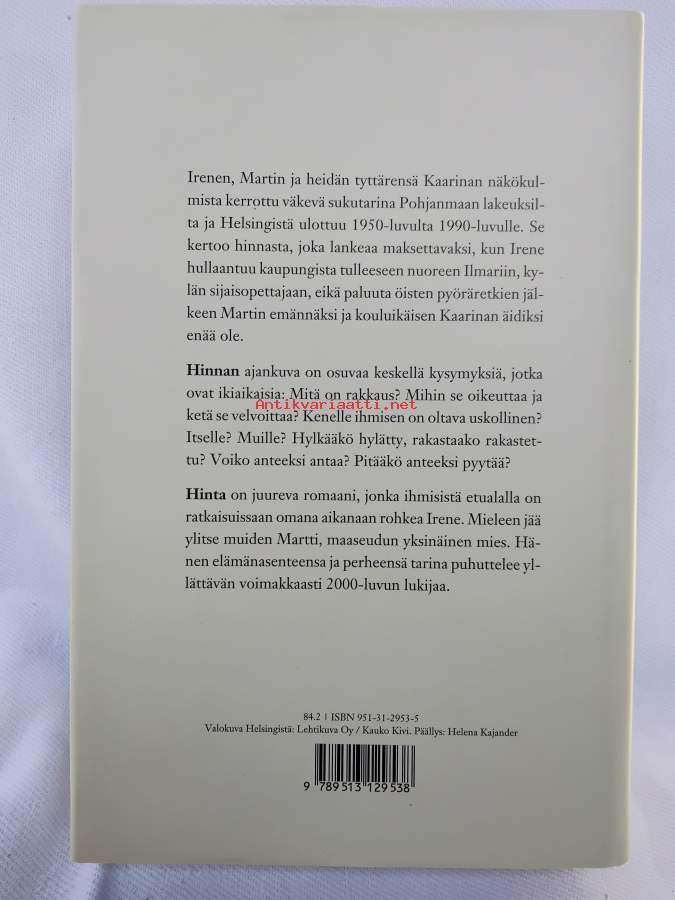 Irenen, Martin ja heidän tyttärensä Kaarinan näkökul-
mista kerrottu väkevä sukutarina Pohjanmaan lakeuksil-
ta ja Helsingistä ulottuu 1950-luvulta 1990-luvulle. Se
kertoo hinnasta, joka lankeaa maksettavaksi, kun Irene
hullaantuu kaupungista tulleeseen nuoreen Ilmariin, ky-
län sijaisopettajaan, eikä paluuta öisten pyöräretkien jäl-
keen Martin emännäksi ja kouluikäisen Kaarinan äidiksi
enää ole.
Hinnan ajankuva on osuvaa keskellä kysymyksiä, jotka
ovat ikiaikaisia: Mitä on rakkaus? Mihin se oikeuttaa ja
Antikvariaatti.net
ketä se velvoittaa? Kenelle ihmisen on oltava uskollinen?
Itselle? Muille? Hylkääkö hylätty, rakastaako rakastet-
tu? Voiko anteeksi antaa? Pitääkö anteeksi pyytää?
Hinta on juureva romaani, jonka ihmisistä etualalla on
ratkaisuissaan omana aikanaan rohkea Irene. Mieleen jää
ylitse muiden Martti, maaseudun yksinäinen mies. Hä-
nen elämänasenteensa ja perheensä tarina puhuttelee yl-
lättävän voimakkaasti 2000-luvun lukijaa.
84.2 | ISBN 951-31-2953-5
Valokuva Helsingistä: Lehtikuva Oy / Kauko Kivi. Päällys: Helena Kajander
9 789513 129538